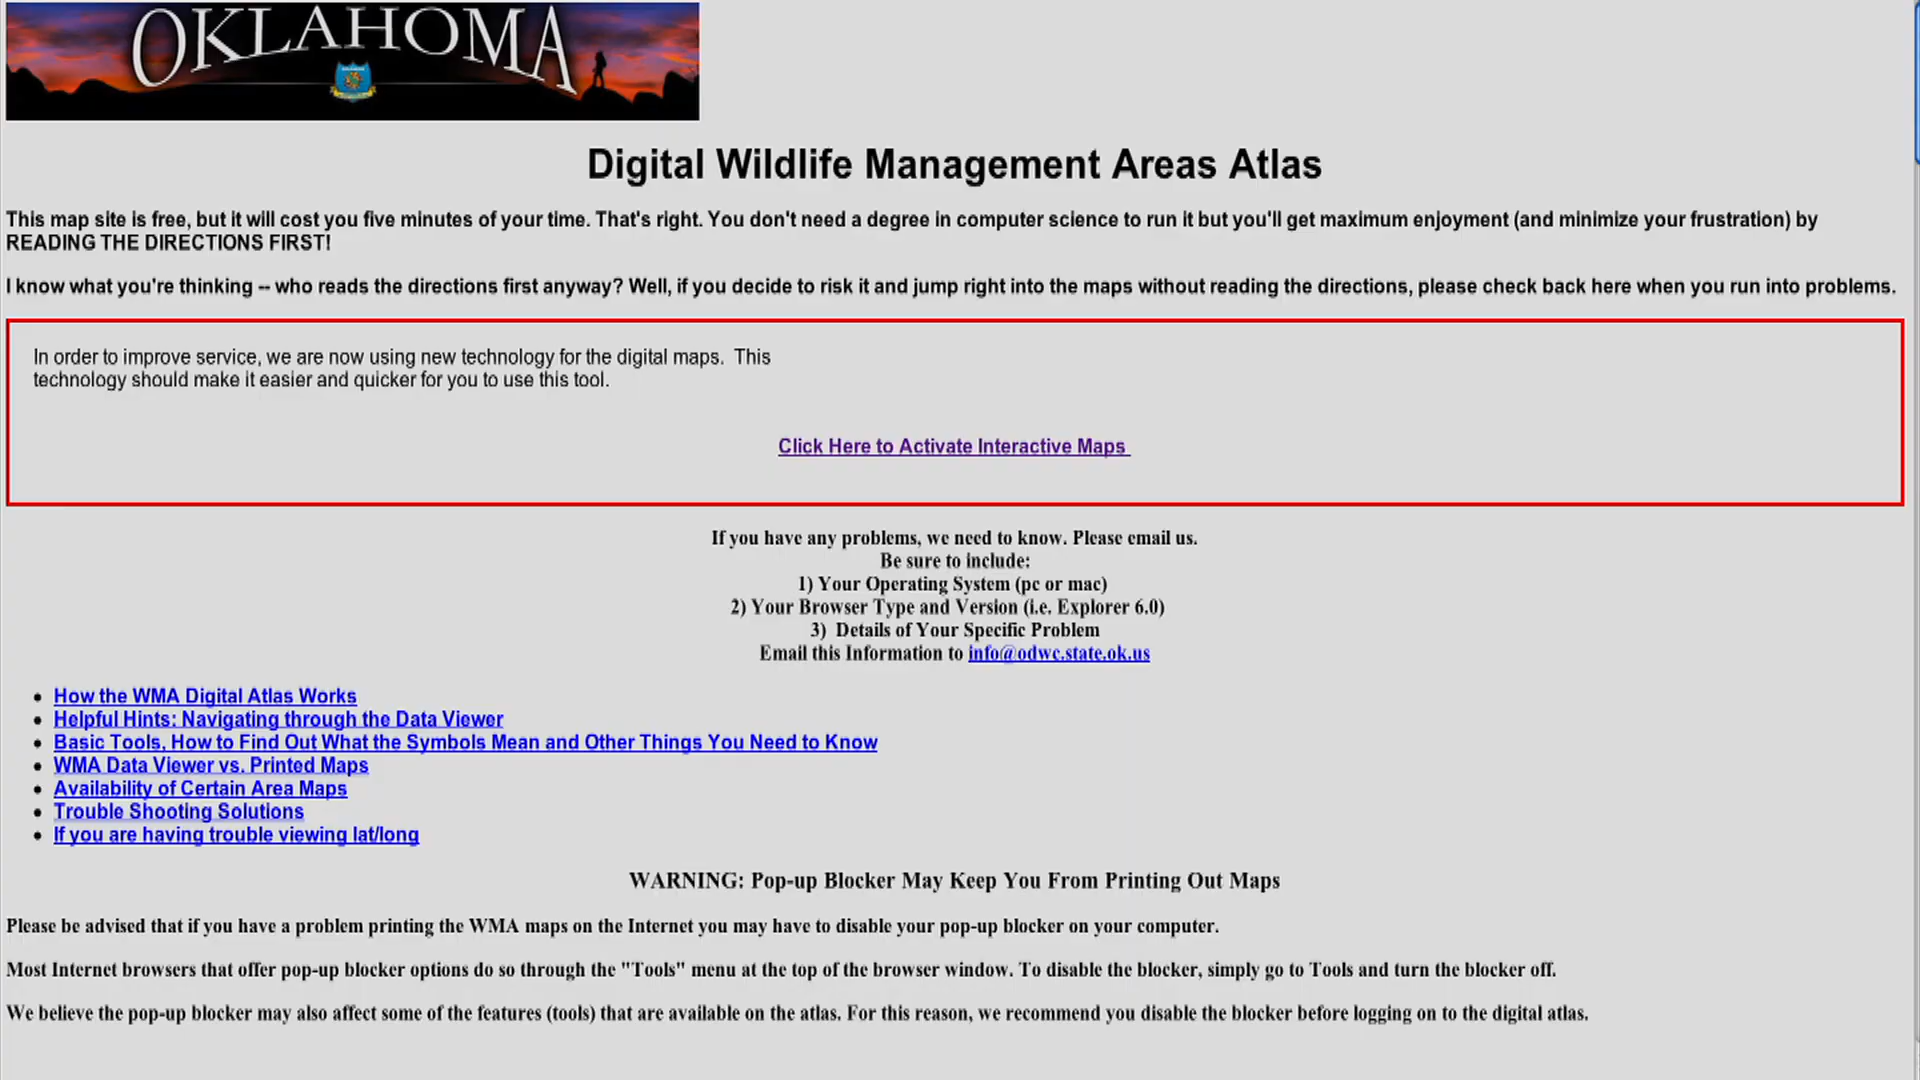 OKLAHOMA
Digital Wildlife Management Areas Atlas
This map site is free, but it will cost you five minutes of your time. That's right. You don't need a degree in computer science to run it but you'll get maximum enjoyment (and minimize your frustration) by
READING THE DIRECTIONS FIRST!
I know what you're thinking -- who reads the directions first anyway? Well, if you decide to risk it and jump right into the maps without reading the directions, please check back here when you run into problems.
In order to improve service, we are now using new technology for the digital maps.  This
technology should make it easier and quicker for you to use this tool.
Click Here to Activate Interactive Maps
If you have any problems, we need to know. Please email us.
Be sure to include:
1) Your Operating System (pc or mac)
2) Your Browser Type and Version (i.e. Explorer 6.0)
3)  Details of Your Specific Problem
Email this Information to info@odwc.state.ok.us
• How the WMA Digital Atlas Works
• Helpful Hints: Navigating through the Data Viewer
• Basic Tools, How to Find Out What the Symbols Mean and Other Things You Need to Know
• WMA Data Viewer vs. Printed Maps
• Availability of Certain Area Maps
• Trouble Shooting Solutions
• If you are having trouble viewing lat/long
WARNING: Pop-up Blocker May Keep You From Printing Out Maps
Please be advised that if you have a problem printing the WMA maps on the Internet you may have to disable your pop-up blocker on your computer.
Most Internet browsers that offer pop-up blocker options do so through the "Tools" menu at the top of the browser window. To disable the blocker, simply go to Tools and turn the blocker off.
We believe the pop-up blocker may also affect some of the features (tools) that are available on the atlas. For this reason, we recommend you disable the blocker before logging on to the digital atlas.